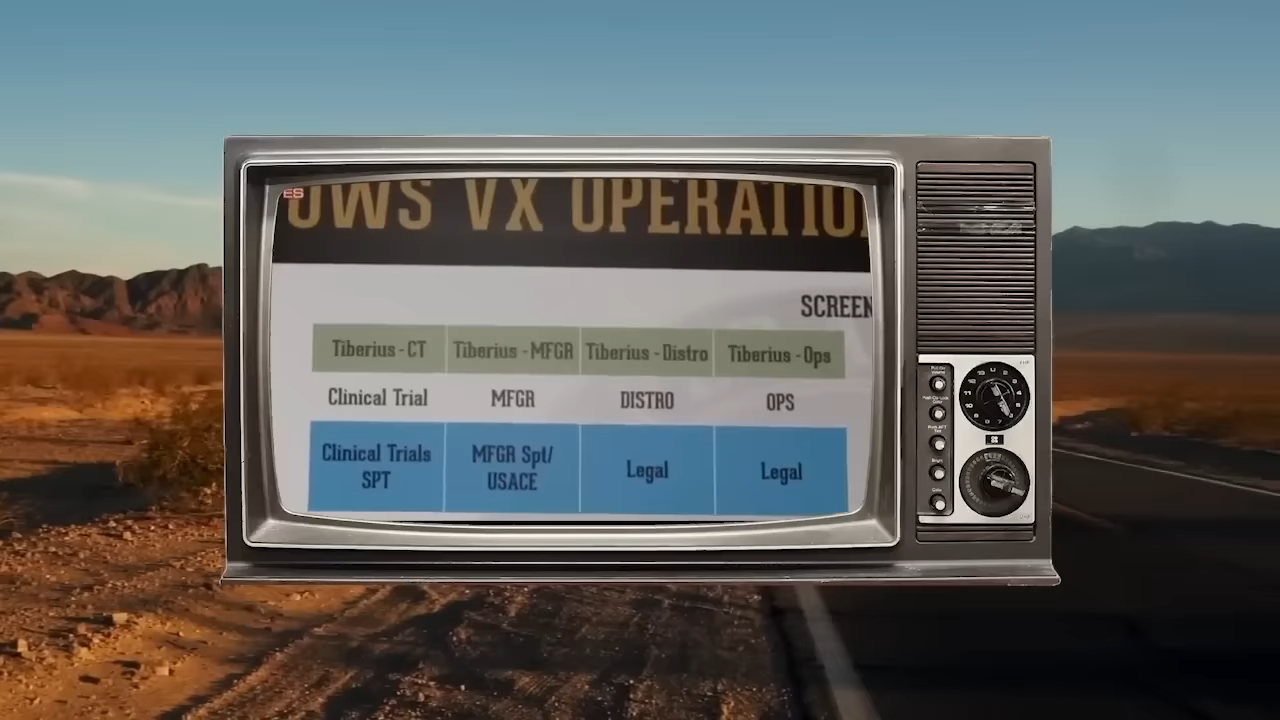 ES
OWS VX OPERATIO
SCREEN
Tiberius - CT Tiberius - MFGR Tiberius - Distro Tiberius - Ops
Clinical Trial MFGR DISTRO OPS
Clinical Trials SPT MFGR Spt/ USACE Legal Legal